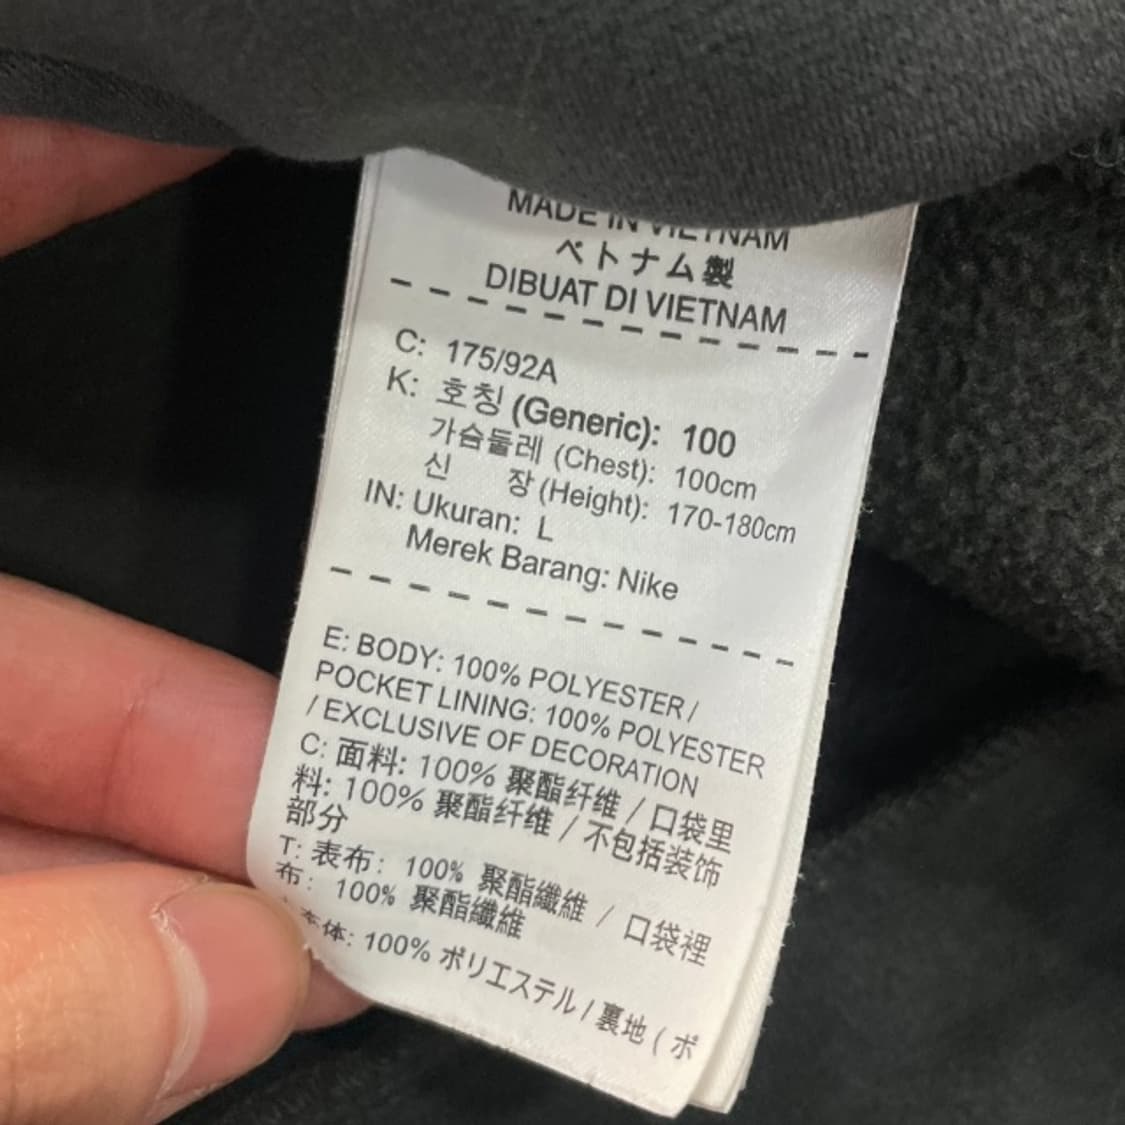 MADE IN VIETNAM
ベトナム製
DIBUAT DI VIETNAM
C: 175/92A
K: 호칭 (Generic): 100
가슴둘레 (Chest): 100cm
신 장 (Height): 170-180cm
IN: Ukuran: L
Merek Barang: Nike
E: BODY: 100% POLYESTER /
POCKET LINING: 100% POLYESTER
/ EXCLUSIVE OF DECORATION
C: 面料: 100% 聚酯纤维 / 口袋里
料: 100% 聚酯纤维 / 不包括装饰
部分
T: 表布: 100% 聚酯纖維 / 口袋裡
布: 100% 聚酯纖維
本体: 100% ポリエステル / 裏地 ( ポ